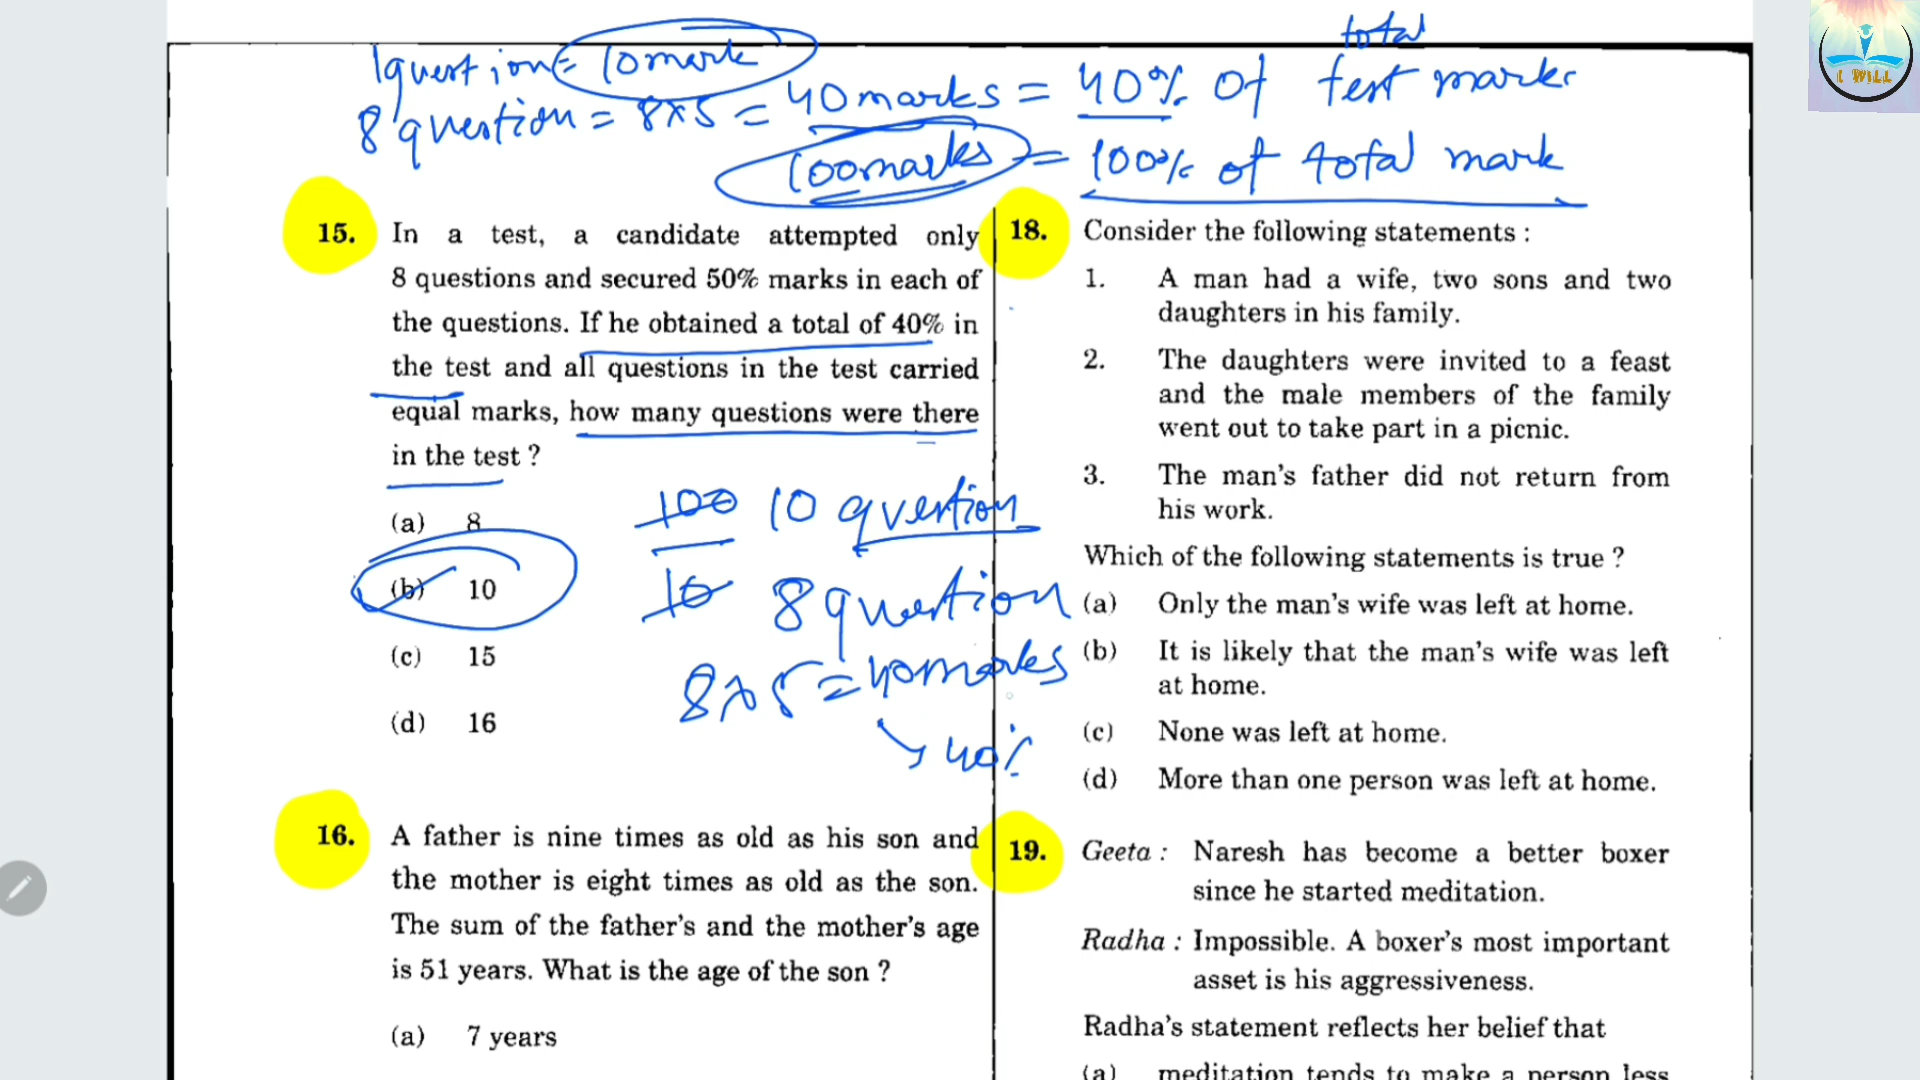 total
1question = 10 mark
8 question = 8x5 = 40 marks = 40% of test marks
100marks = 100% of total mark
I WILL
15. In a test, a candidate attempted only
8 questions and secured 50% marks in each of
the questions. If he obtained a total of 40% in
the test and all questions in the test carried
equal marks, how many questions were there
in the test ?
(a) 8
(b) 10
(c) 15
(d) 16
100 10 question
10 8 question
8x5 = 40marks
↘ 40%
16. A father is nine times as old as his son and
the mother is eight times as old as the son.
The sum of the father's and the mother's age
is 51 years. What is the age of the son ?
(a) 7 years
18. Consider the following statements :
1. A man had a wife, two sons and two
daughters in his family.
2. The daughters were invited to a feast
and the male members of the family
went out to take part in a picnic.
3. The man's father did not return from
his work.
Which of the following statements is true ?
(a) Only the man's wife was left at home.
(b) It is likely that the man's wife was left
at home.
(c) None was left at home.
(d) More than one person was left at home.
19. Geeta : Naresh has become a better boxer
since he started meditation.
Radha : Impossible. A boxer's most important
asset is his aggressiveness.
Radha's statement reflects her belief that
(a) meditation tends to make a person less